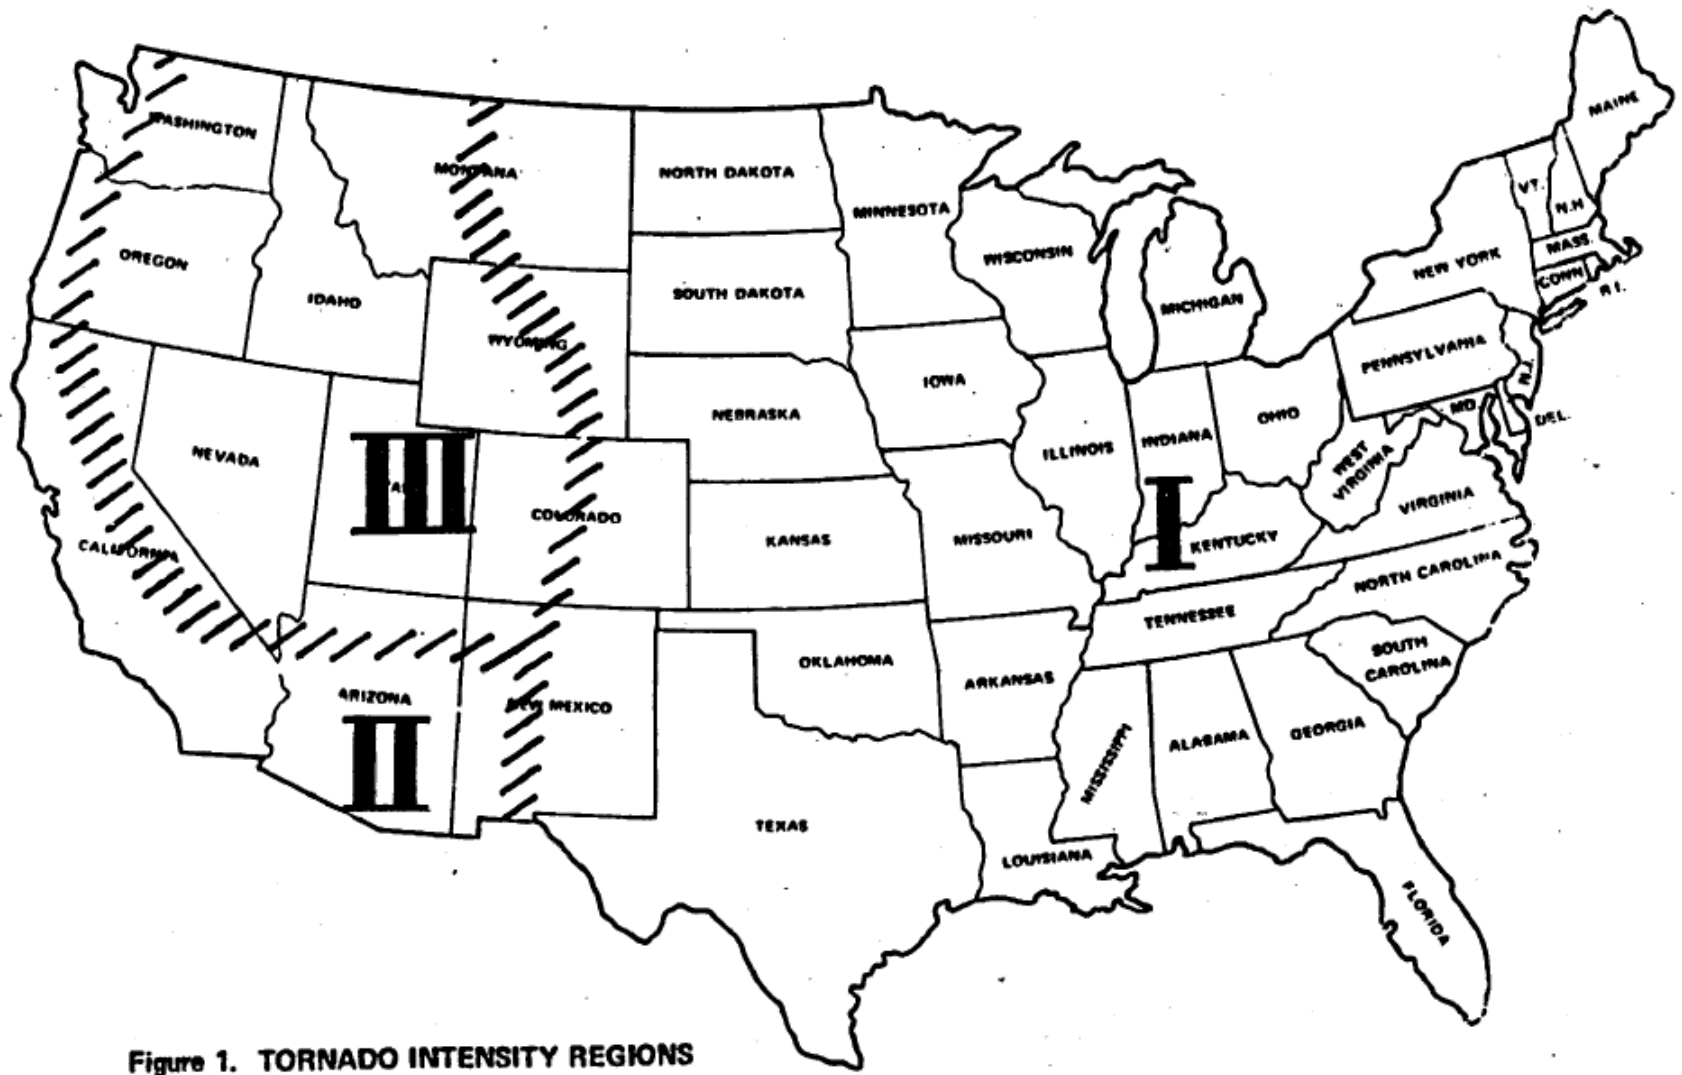 MAINE
WASHINGTON
MONTANA
NORTH DAKOTA
MINNESOTA
VT.
N.H
OREGON
IDAHO
SOUTH DAKOTA
WISCONSIN
MICHIGAN
NEW YORK
MASS.
CONN
R.I.
WYOMING
IOWA
PENNSYLVANIA
N.J.
NEVADA
NEBRASKA
ILLINOIS
INDIANA
OHIO
MD.
DEL.
WEST
VIRGINIA
VIRGINIA
III
I
COLORADO
KANSAS
MISSOURI
KENTUCKY
CALIFORNIA
NORTH CAROLINA
TENNESSEE
ARIZONA
NEW MEXICO
OKLAHOMA
ARKANSAS
SOUTH
CAROLINA
II
TEXAS
MISSISSIPPI
ALABAMA
GEORGIA
LOUISIANA
FLORIDA
Figure 1. TORNADO INTENSITY REGIONS